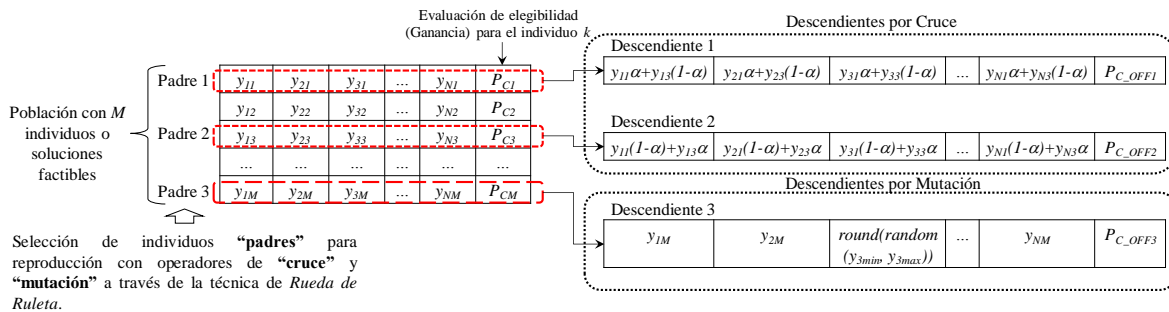 Evaluación de elegibilidad
(Ganancia) para el individuo k
Población con M
individuos o
soluciones
factibles
Padre 1
y11 y21 y31 ... yN1 PC1
y12 y22 y32 ... yN2 PC2
Padre 2
y13 y23 y33 ... yN3 PC3
... ... ... ... ... ...
Padre 3
y1M y2M y3M ... yNM PCM
Selección de individuos “padres” para
reproducción con operadores de “cruce” y
“mutación” a través de la técnica de Rueda de
Ruleta.
Descendientes por Cruce
Descendiente 1
y11α+y13(1-α) y21α+y23(1-α) y31α+y33(1-α) ... yN1α+yN3(1-α) PC_OFF1
Descendiente 2
y11(1-α)+y13α y21(1-α)+y23α y31(1-α)+y33α ... yN1(1-α)+yN3α PC_OFF2
Descendientes por Mutación
Descendiente 3
y1M y2M round(random ... yNM PC_OFF3
(y3min, y3max))